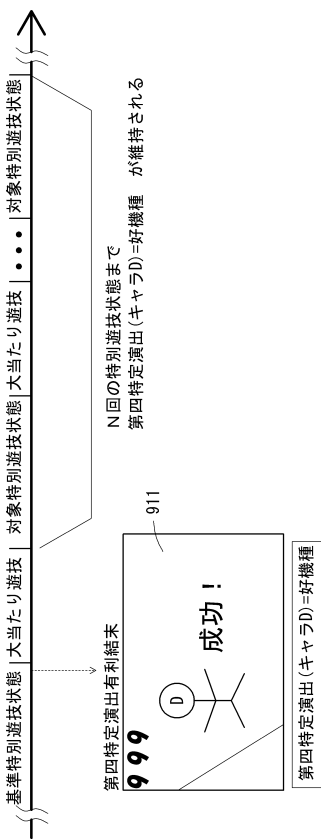 基準特別遊技状態
大当たり遊技
対象特別遊技状態
大当たり遊技
•••
対象特別遊技状態
N回の特別遊技状態まで
第四特定演出(キャラD)=好機種　が維持される
第四特定演出有利結末
999
D
成功！
911
第四特定演出(キャラD)=好機種